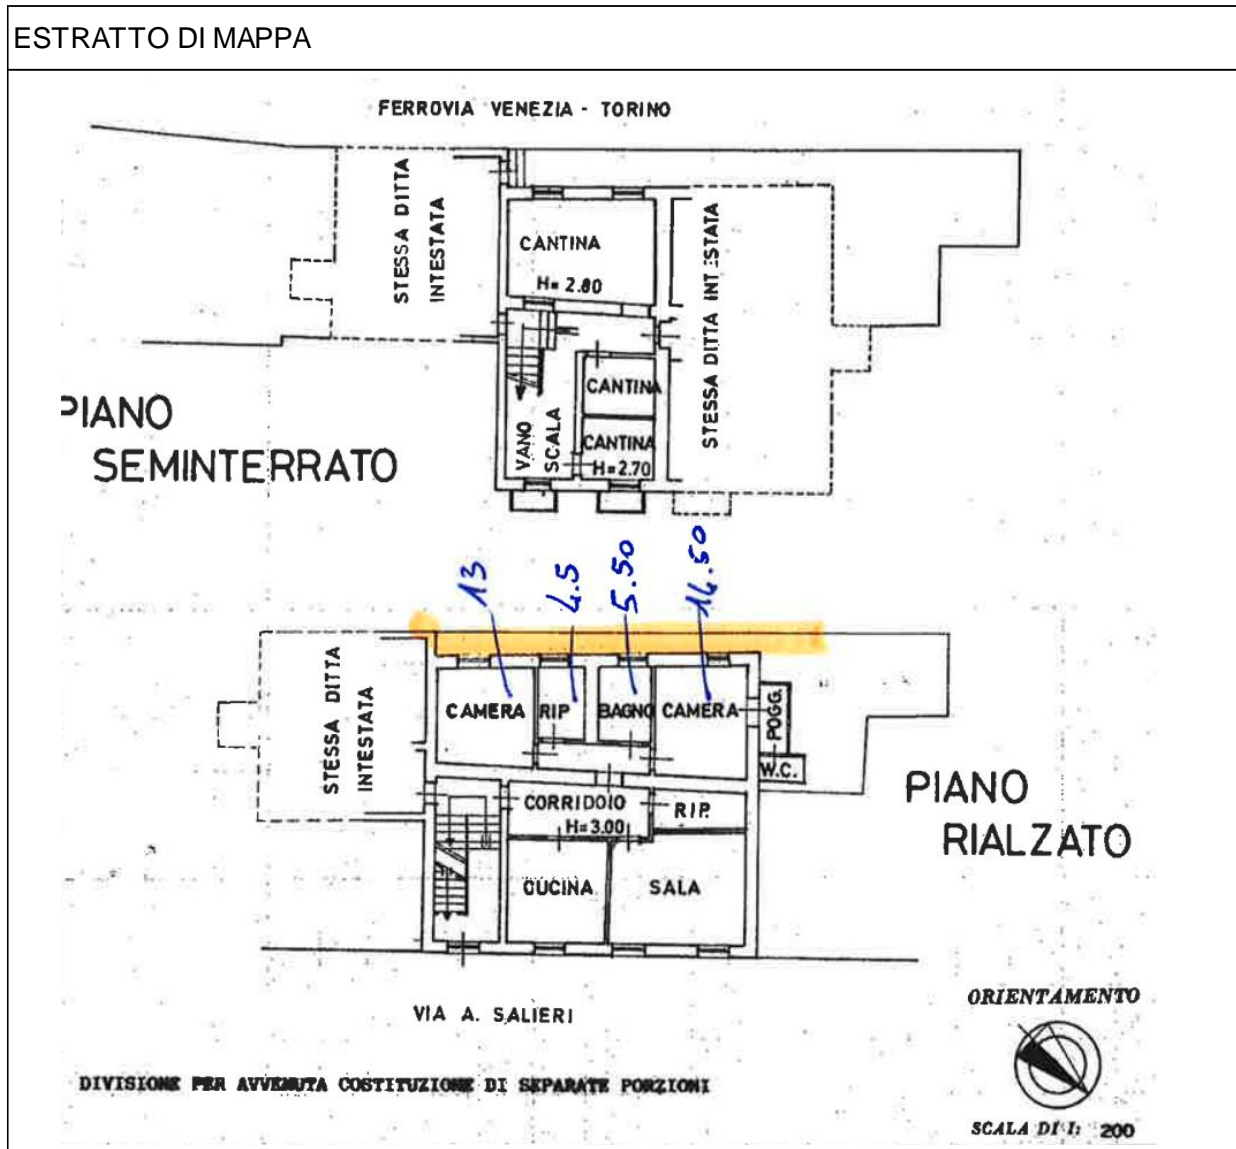 ESTRATTO DI MAPPA
FERROVIA VENEZIA - TORINO
STESSA DITTA
INTESTATA
CANTINA
H= 2.80
STESSA DITTA INTESTATA
CANTINA
VANO
SCALA
CANTINA
H=2.70
PIANO
SEMINTERRATO
13
4.5
5.50
14.50
STESSA DITTA
INTESTATA
CAMERA
RIP
BAGNO
CAMERA
POGG.
W.C.
CORRIDOIO
H=3.00
RIP.
PIANO
RIALZATO
CUCINA
SALA
VIA A. SALIERI
ORIENTAMENTO
DIVISIONE PER AVVENUTA COSTITUZIONE DI SEPARATE PORZIONI
SCALA DI 1: 200